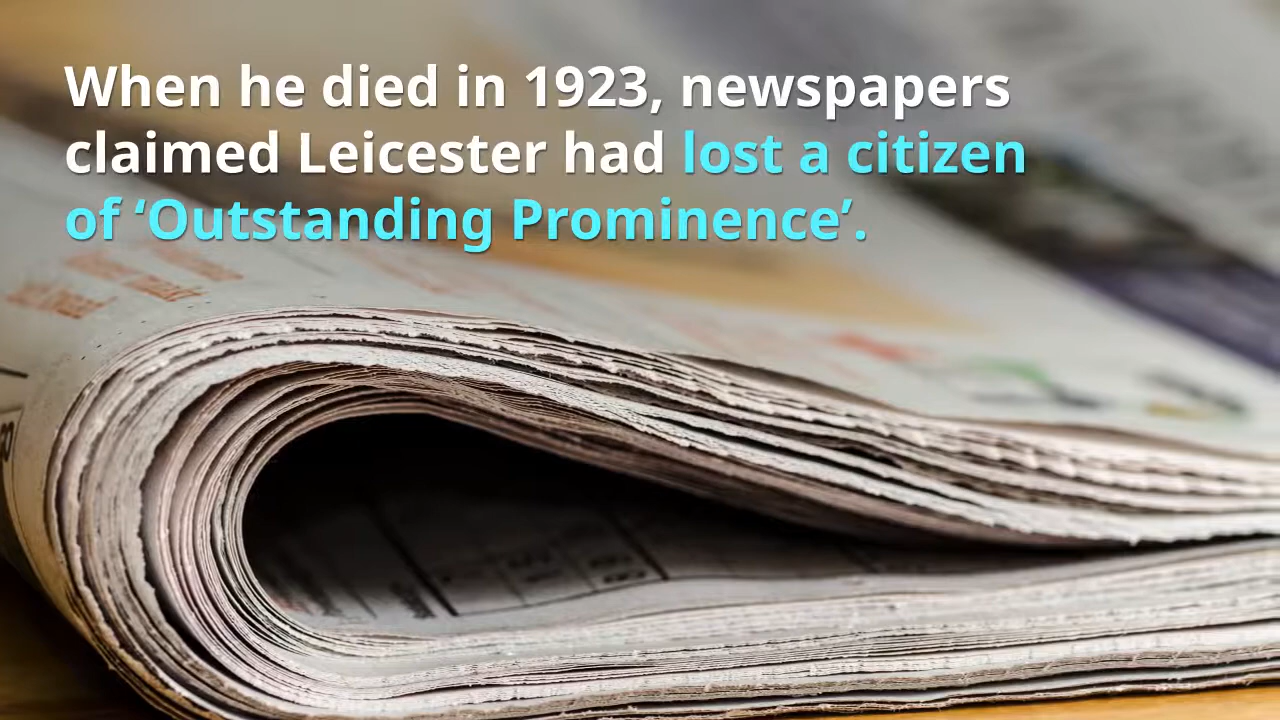 When he died in 1923, newspapers
claimed Leicester had lost a citizen
of ‘Outstanding Prominence’.